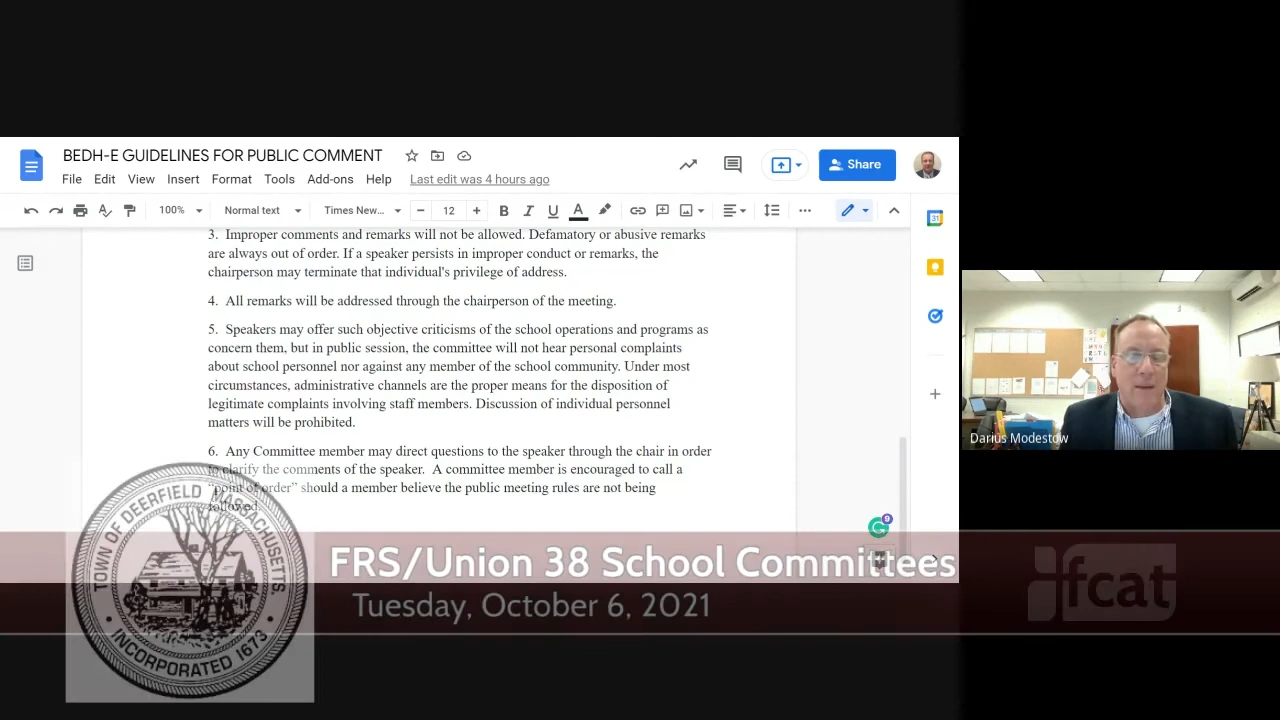 BEDH-E GUIDELINES FOR PUBLIC COMMENT
File Edit View Insert Format Tools Add-ons Help Last edit was 4 hours ago
Share
100% Normal text Times New... 12 B I U A
31
3. Improper comments and remarks will not be allowed. Defamatory or abusive remarks
are always out of order. If a speaker persists in improper conduct or remarks, the
chairperson may terminate that individual's privilege of address.
4. All remarks will be addressed through the chairperson of the meeting.
5. Speakers may offer such objective criticisms of the school operations and programs as
concern them, but in public session, the committee will not hear personal complaints
about school personnel nor against any member of the school community. Under most
circumstances, administrative channels are the proper means for the disposition of
legitimate complaints involving staff members. Discussion of individual personnel
matters will be prohibited.
6. Any Committee member may direct questions to the speaker through the chair in order
to clarify the comments of the speaker. A committee member is encouraged to call a
“point of order” should a member believe the public meeting rules are not being
followed.
9
Darius Modestow
TOWN OF DEERFIELD MASSACHUSETTS.
INCORPORATED 1673
FRS/Union 38 School Committees
Tuesday, October 6, 2021
fcat